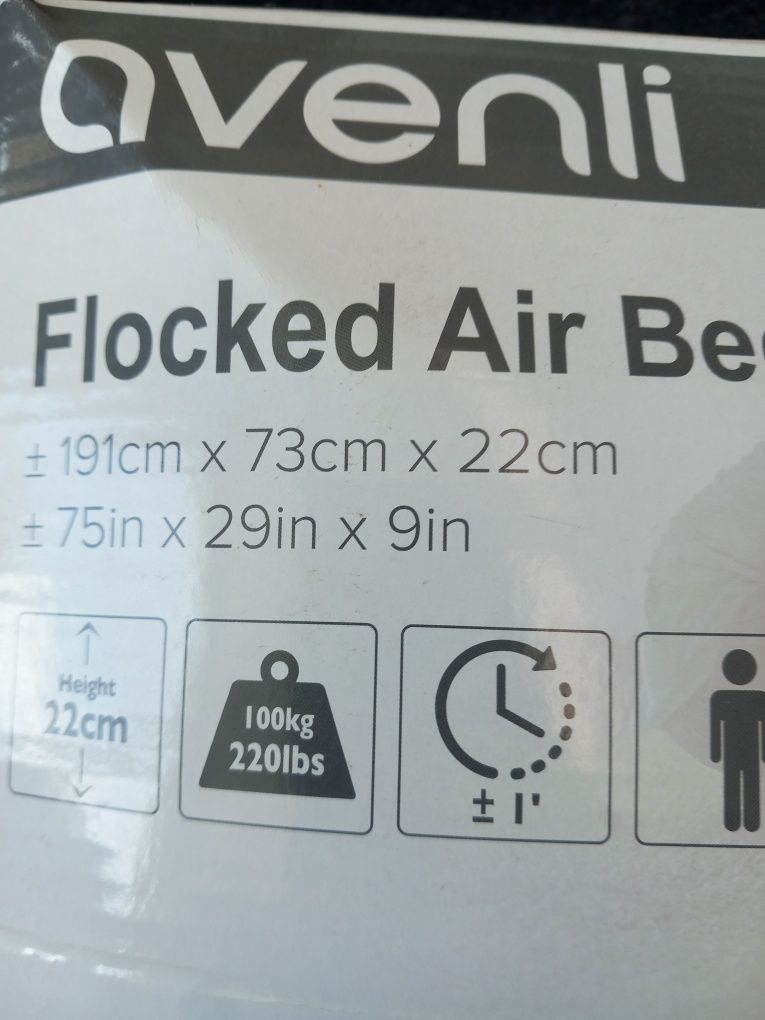 avenli
Flocked Air Be
± 191cm x 73cm x 22cm
± 75in x 29in x 9in
Height
22cm
100kg
220lbs
± 1'